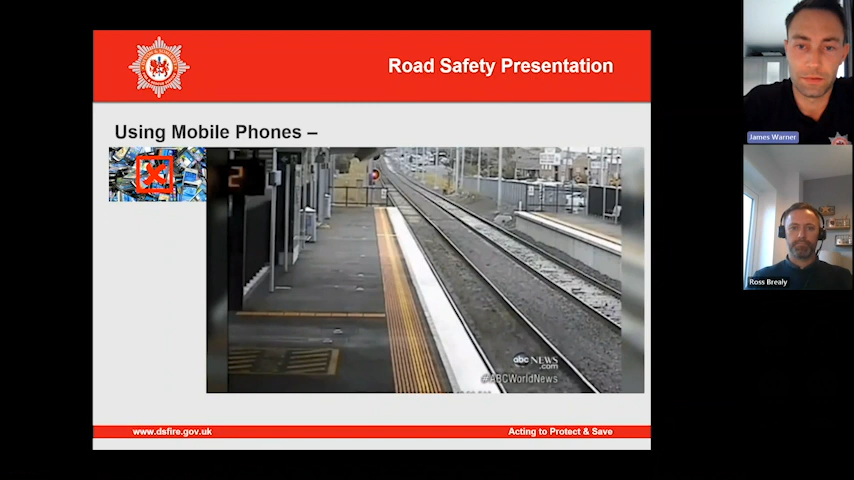 Road Safety Presentation
Using Mobile Phones –
2
abc NEWS
.com
#ABCWorldNews
www.dsfire.gov.uk
Acting to Protect & Save
James Warner
Ross Brealy